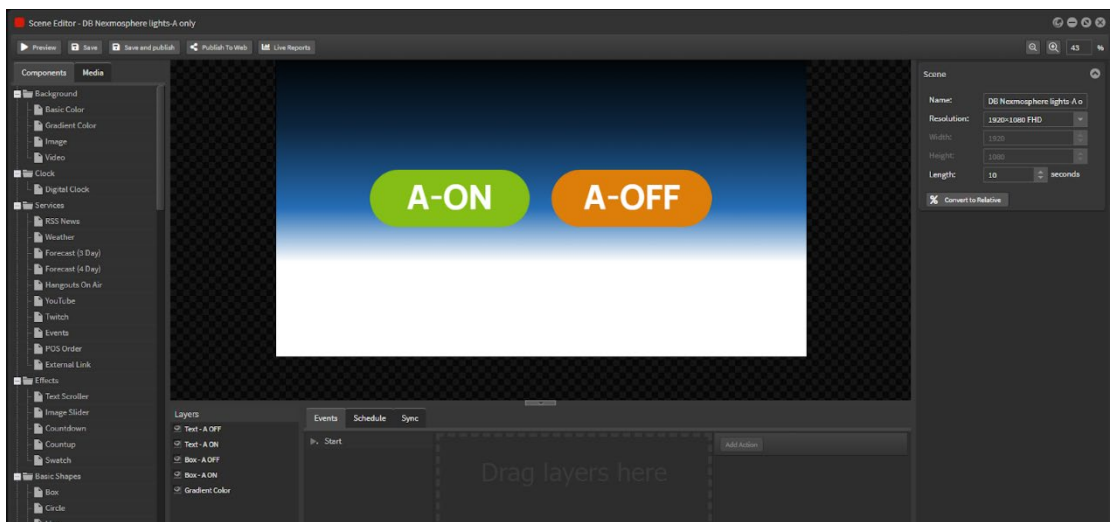 Scene Editor - DB Nexmosphere lights-A only
Preview Save Save and publish Publish To Web Live Reports 43 %
Components Media
Background
Basic Color
Gradient Color
Image
Video
Clock
Digital Clock
Services
RSS News
Weather
Forecast (3 Day)
Forecast (4 Day)
Hangouts On Air
YouTube
Twitch
Events
POS Order
External Link
Effects
Text Scroller
Image Slider
Countdown
Countup
Swatch
Basic Shapes
Box
Circle
A-ON A-OFF
Layers
Text - A OFF
Text - A ON
Box - A OFF
Box - A ON
Gradient Color
Events Schedule Sync
Start
Drag layers here
Add Action
Scene
Name: DB Nexmosphere lights-A o
Resolution: 1920×1080 FHD
Width: 1920
Height: 1080
Length: 10 seconds
Convert to Relative